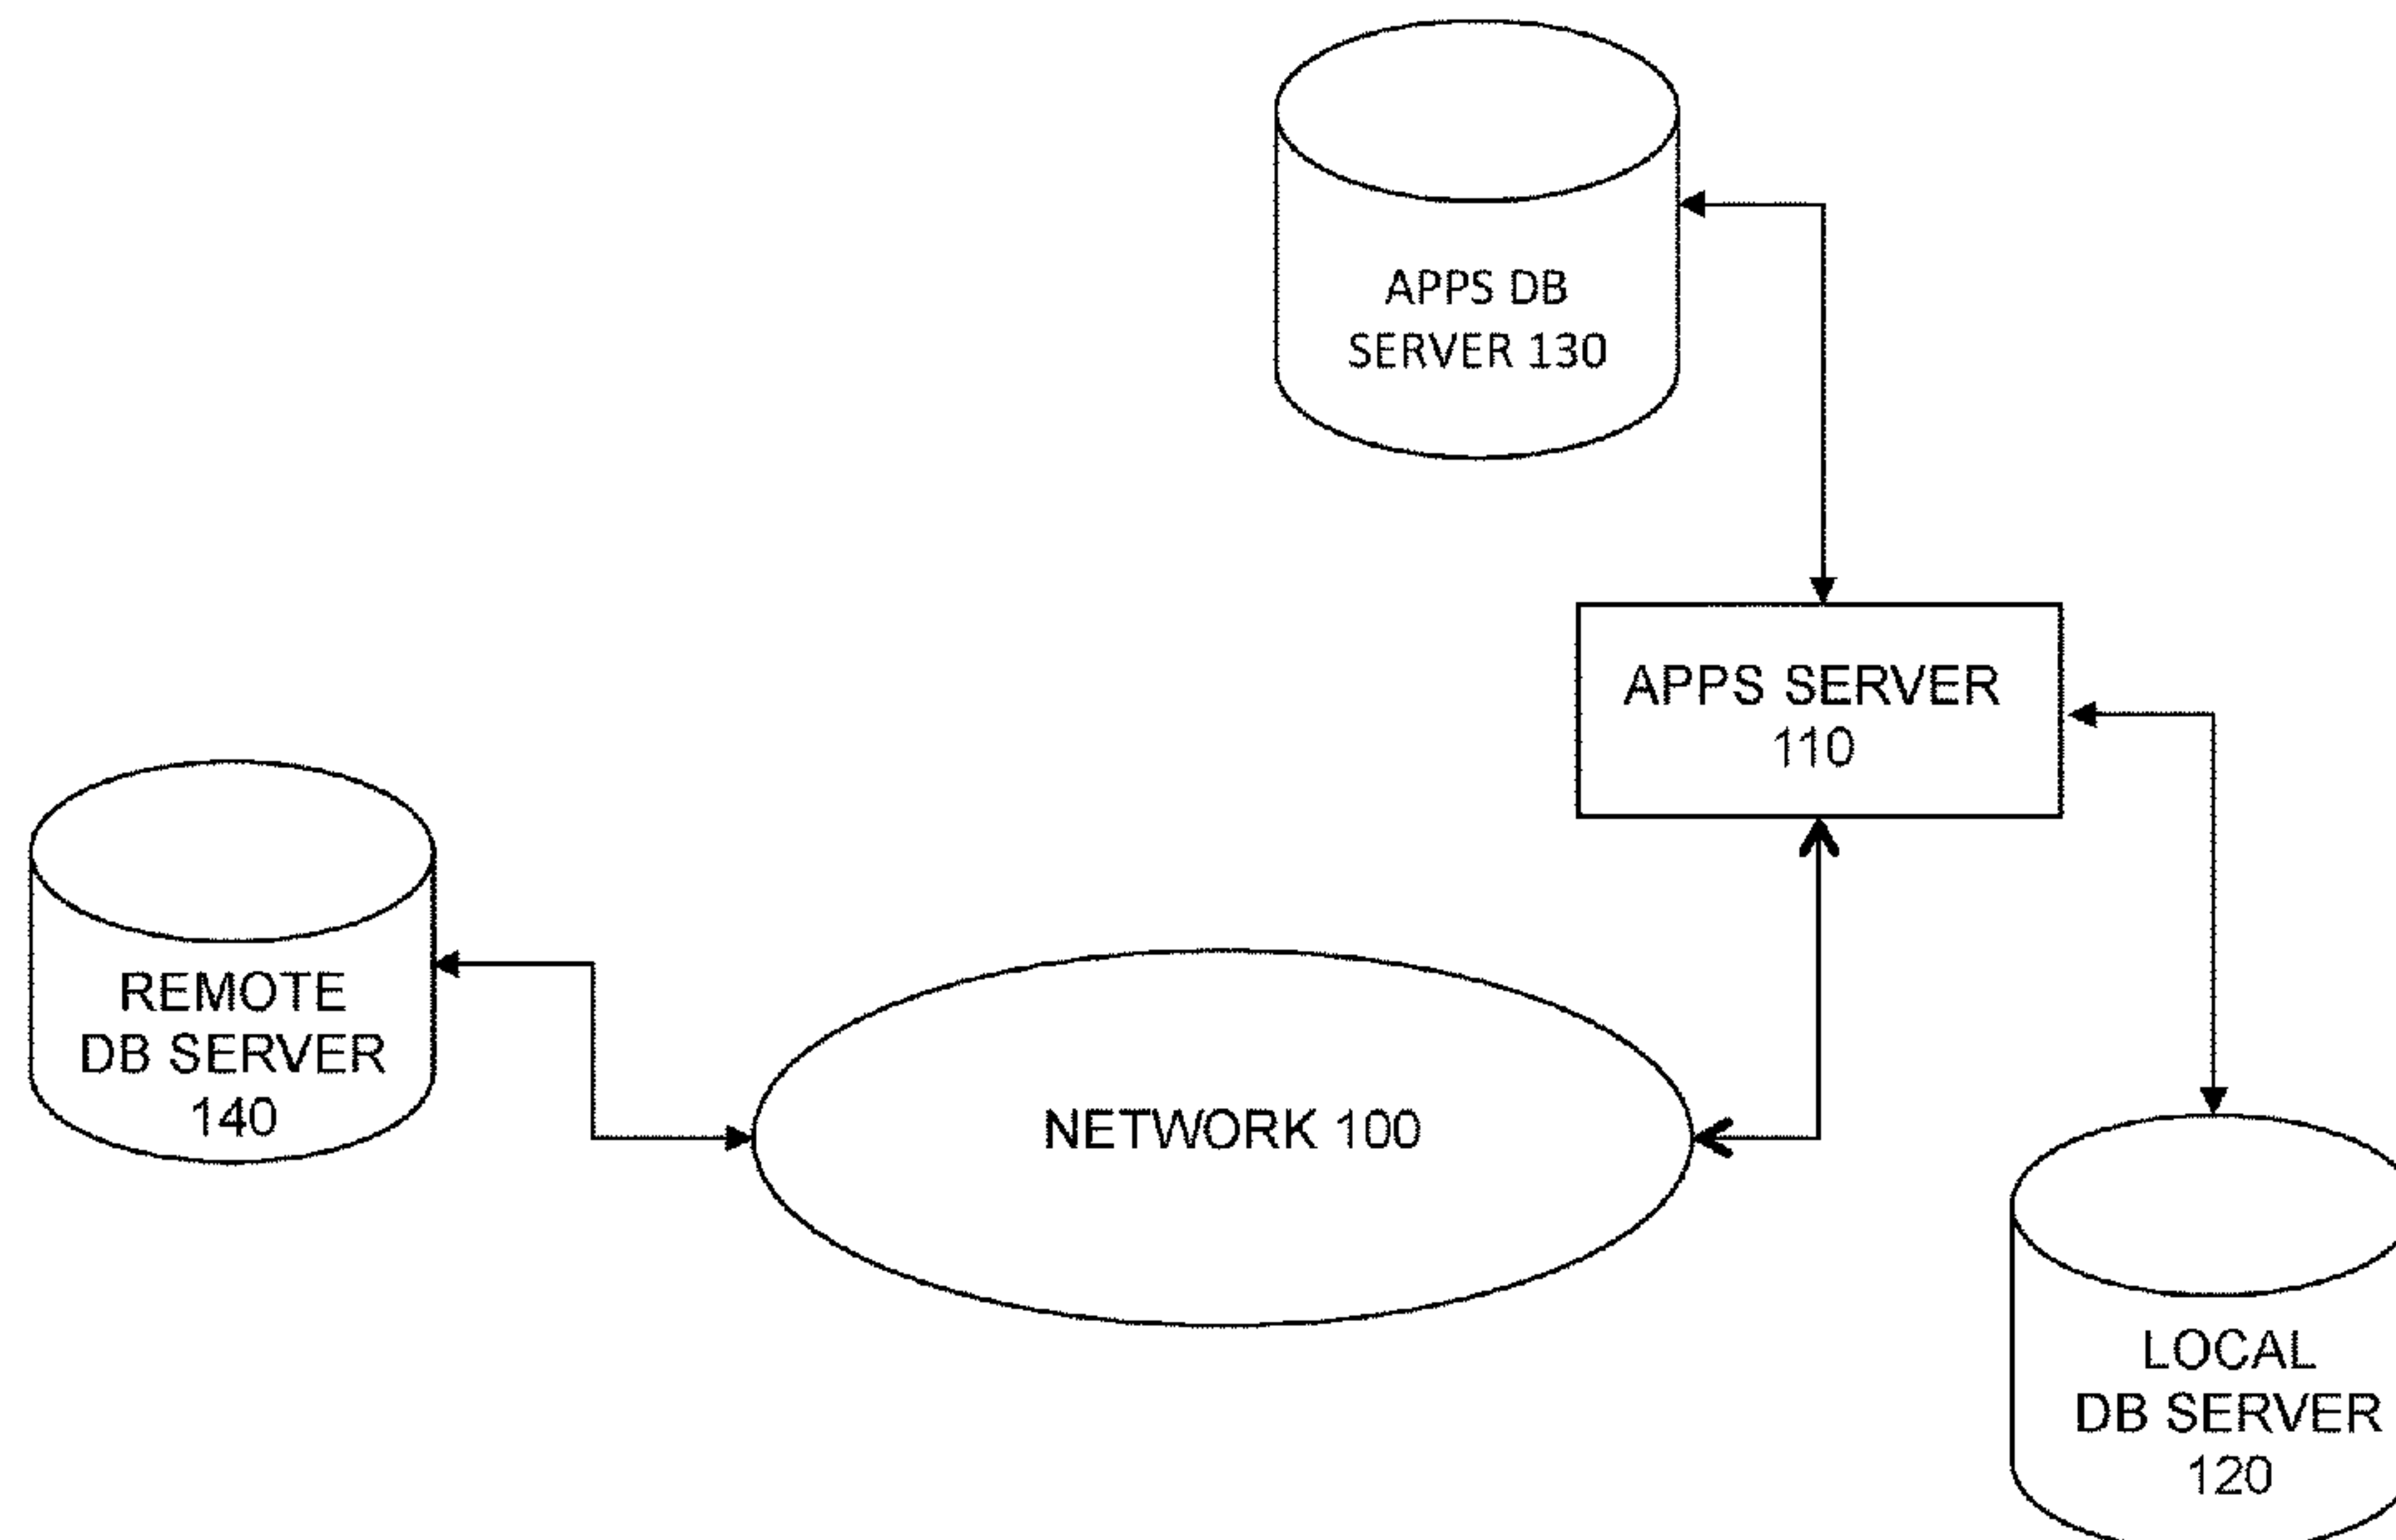 APPS DB
SERVER 130
APPS SERVER
110
REMOTE
DB SERVER
140
NETWORK 100
LOCAL
DB SERVER
120